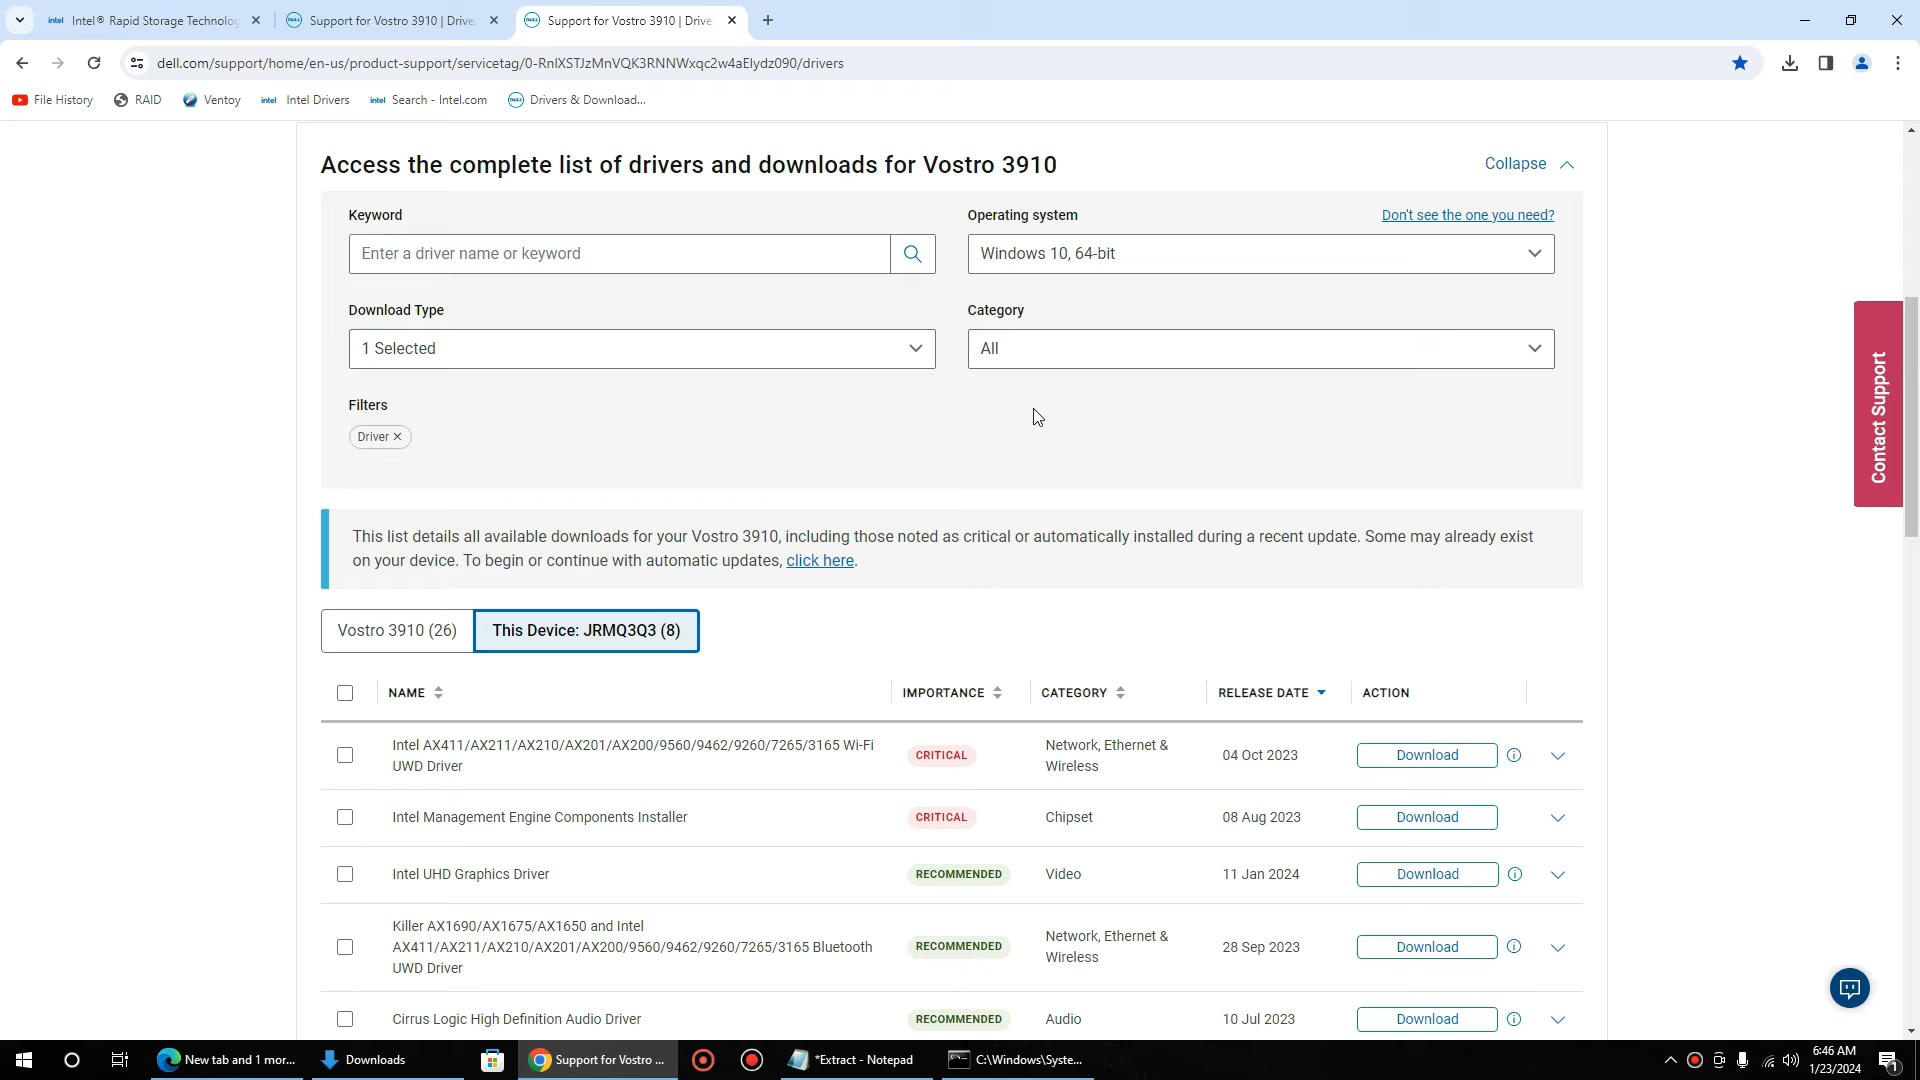 intel Intel® Rapid Storage Technolog
DELL Support for Vostro 3910 | Drive
DELL Support for Vostro 3910 | Drive
dell.com/support/home/en-us/product-support/servicetag/0-RnlXSTJzMnVQK3RNNWxqc2w4aElydz090/drivers
File History
RAID
Ventoy
intel Intel Drivers
intel Search - Intel.com
DELL Drivers & Download...
Access the complete list of drivers and downloads for Vostro 3910
Collapse
Keyword
Operating system
Don't see the one you need?
Enter a driver name or keyword
Windows 10, 64-bit
Download Type
Category
1 Selected
All
Filters
Driver
Contact Support
This list details all available downloads for your Vostro 3910, including those noted as critical or automatically installed during a recent update. Some may already exist
on your device. To begin or continue with automatic updates, click here.
Vostro 3910 (26)
This Device: JRMQ3Q3 (8)
NAME
IMPORTANCE
CATEGORY
RELEASE DATE
ACTION
Intel AX411/AX211/AX210/AX201/AX200/9560/9462/9260/7265/3165 Wi-Fi
UWD Driver
CRITICAL
Network, Ethernet &
Wireless
04 Oct 2023
Download
Intel Management Engine Components Installer
CRITICAL
Chipset
08 Aug 2023
Download
Intel UHD Graphics Driver
RECOMMENDED
Video
11 Jan 2024
Download
Killer AX1690/AX1675/AX1650 and Intel
AX411/AX211/AX210/AX201/AX200/9560/9462/9260/7265/3165 Bluetooth
UWD Driver
RECOMMENDED
Network, Ethernet &
Wireless
28 Sep 2023
Download
Cirrus Logic High Definition Audio Driver
RECOMMENDED
Audio
10 Jul 2023
Download
New tab and 1 mor...
Downloads
Support for Vostro ...
*Extract - Notepad
C:\Windows\Syste...
6:46 AM
1/23/2024
1